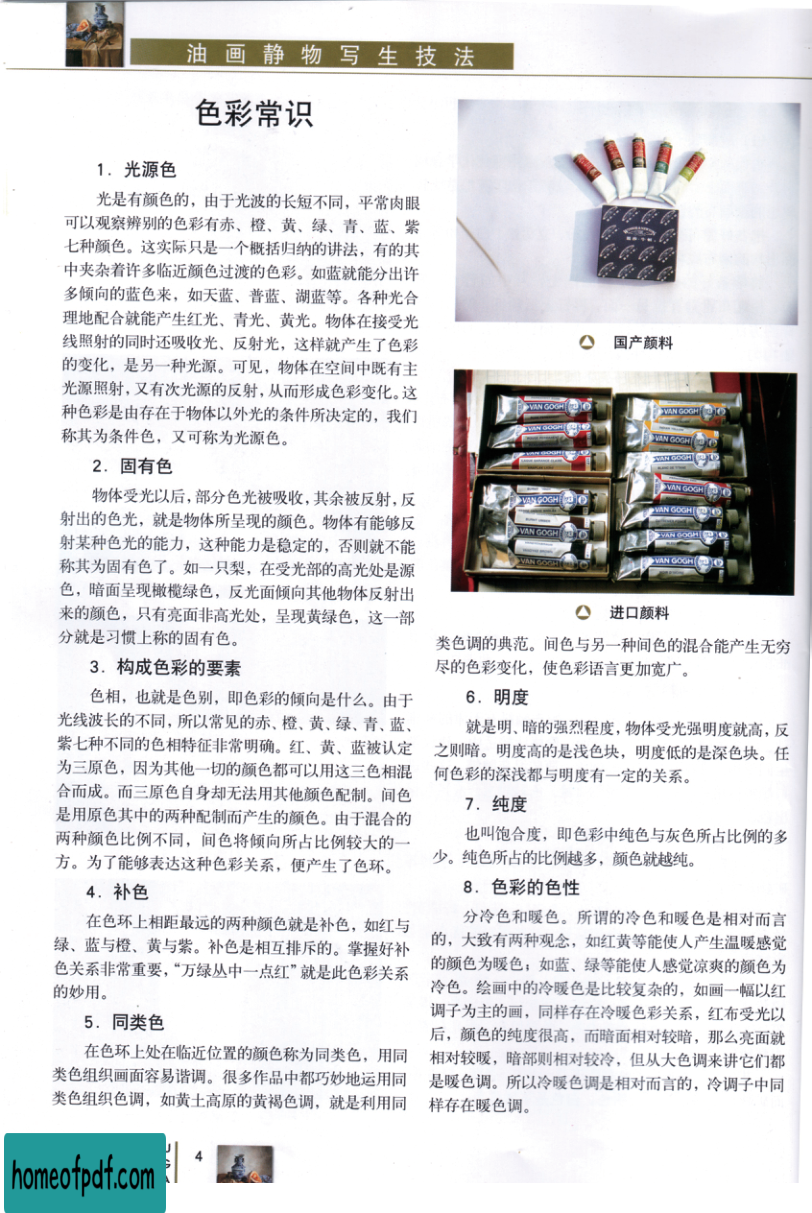 油画静物写生技法
色彩常识
1．光源色
光是有颜色的，由于光波的长短不同，平常肉眼
可以观察辨别的色彩有赤、橙、黄、绿、青、蓝、紫
七种颜色。这实际只是一个概括归纳的讲法，有的其
中夹杂着许多临近颜色过渡的色彩。如蓝就能分出许
多倾向的蓝色来，如天蓝、普蓝、湖蓝等。各种光合
理地配合就能产生红光、青光、黄光。物体在接受光
线照射的同时还吸收光、反射光，这样就产生了色彩
的变化，是另一种光源。可见，物体在空间中既有主
光源照射，又有次光源的反射，从而形成色彩变化。这
种色彩是由存在于物体以外光的条件所决定的，我们
称其为条件色，又可称为光源色。
2．固有色
物体受光以后，部分色光被吸收，其余被反射，反
射出的色光，就是物体所呈现的颜色。物体有能够反
射某种色光的能力，这种能力是稳定的，否则就不能
称其为固有色了。如一只梨，在受光部的高光处是源
色，暗面呈现橄榄绿色，反光面倾向其他物体反射出
来的颜色，只有亮面非高光处，呈现黄绿色，这一部
分就是习惯上称的固有色。
3．构成色彩的要素
色相，也就是色别，即色彩的倾向是什么。由于
光线波长的不同，所以常见的赤、橙、黄、绿、青、蓝、
紫七种不同的色相特征非常明确。红、黄、蓝被认定
为三原色，因为其他一切的颜色都可以用这三色相混
合而成。而三原色自身却无法用其他颜色配制。间色
是用原色其中的两种配制而产生的颜色。由于混合的
两种颜色比例不同，间色将倾向所占比例较大的一
方。为了能够表达这种色彩关系，便产生了色环。
4．补色
在色环上相距最远的两种颜色就是补色，如红与
绿、蓝与橙、黄与紫。补色是相互排斥的。掌握好补
色关系非常重要，“万绿丛中一点红”就是此色彩关系
的妙用。
5．同类色
在色环上处在临近位置的颜色称为同类色，用同
类色组织画面容易谐调。很多作品中都巧妙地运用同
类色组织色调，如黄土高原的黄褐色调，就是利用同
国产颜料
VAN GOGH
VAN GOGH
VAN GOGH
VAN GOGH
VAN GOGH
VAN GOGH
VAN GOGH
VAN GOGH
VAN GOGH
VAN GOGH
VAN GOGH
VAN GOGH
进口颜料
类色调的典范。间色与另一种间色的混合能产生无穷
尽的色彩变化，使色彩语言更加宽广。
6．明度
就是明、暗的强烈程度，物体受光强明度就高，反
之则暗。明度高的是浅色块，明度低的是深色块。任
何色彩的深浅都与明度有一定的关系。
7．纯度
也叫饱合度，即色彩中纯色与灰色所占比例的多
少。纯色所占的比例越多，颜色就越纯。
8．色彩的色性
分冷色和暖色。所谓的冷色和暖色是相对而言
的，大致有两种观念，如红黄等能使人产生温暖感觉
的颜色为暖色；如蓝、绿等能使人感觉凉爽的颜色为
冷色。绘画中的冷暖色是比较复杂的，如画一幅以红
调子为主的画，同样存在冷暖色彩关系，红布受光以
后，颜色的纯度很高，而暗面相对较暗，那么亮面就
相对较暖，暗部则相对较冷，但从大色调来讲它们都
是暖色调。所以冷暖色调是相对而言的，冷调子中同
样存在暖色调。
4
homeofpdf.com